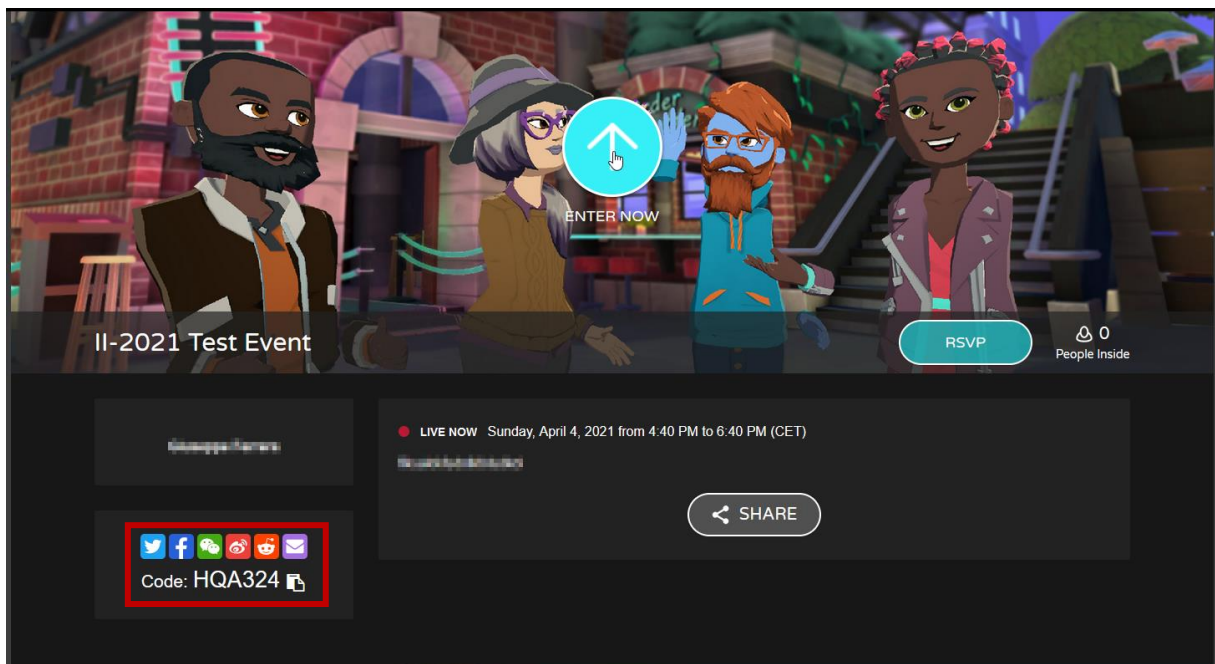 ENTER NOW
II-2021 Test Event
RSVP
0
People Inside
LIVE NOW Sunday, April 4, 2021 from 4:40 PM to 6:40 PM (CET)
SHARE
Code: HQA324